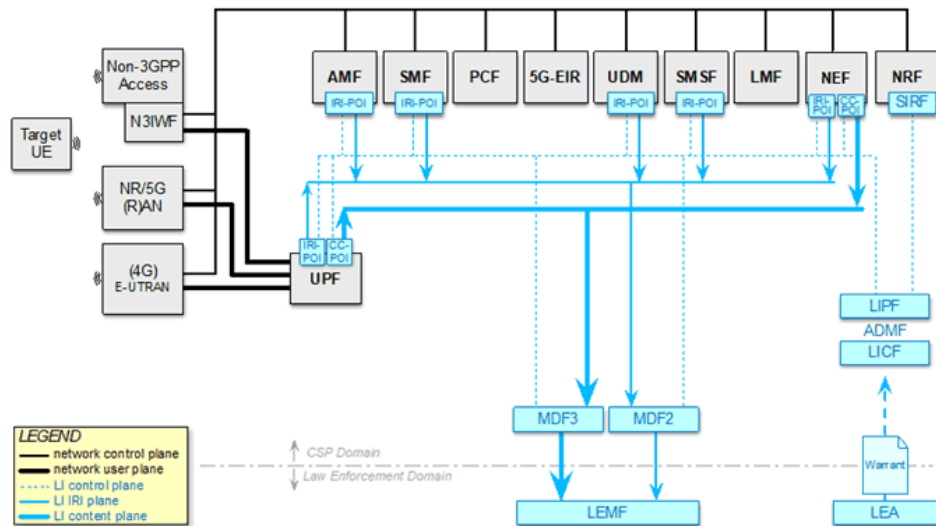 Non-3GPP
Access
N3IWF
Target
UE
NR/5G
(R)AN
(4G)
E-UTRAN
AMF
IRI-POI
SMF
IRI-POI
PCF
5G-EIR
UDM
IRI-POI
SMSF
IRI-POI
LMF
NEF
IRI-
POI
CC-
POI
NRF
SIRF
IRI-
POI
CC-
POI
UPF
LIPF
ADMF
LICF
MDF3
MDF2
Warrant
LEMF
LEA
CSP Domain
Law Enforcement Domain
LEGEND
network control plane
network user plane
LI control plane
LI IRI plane
LI content plane